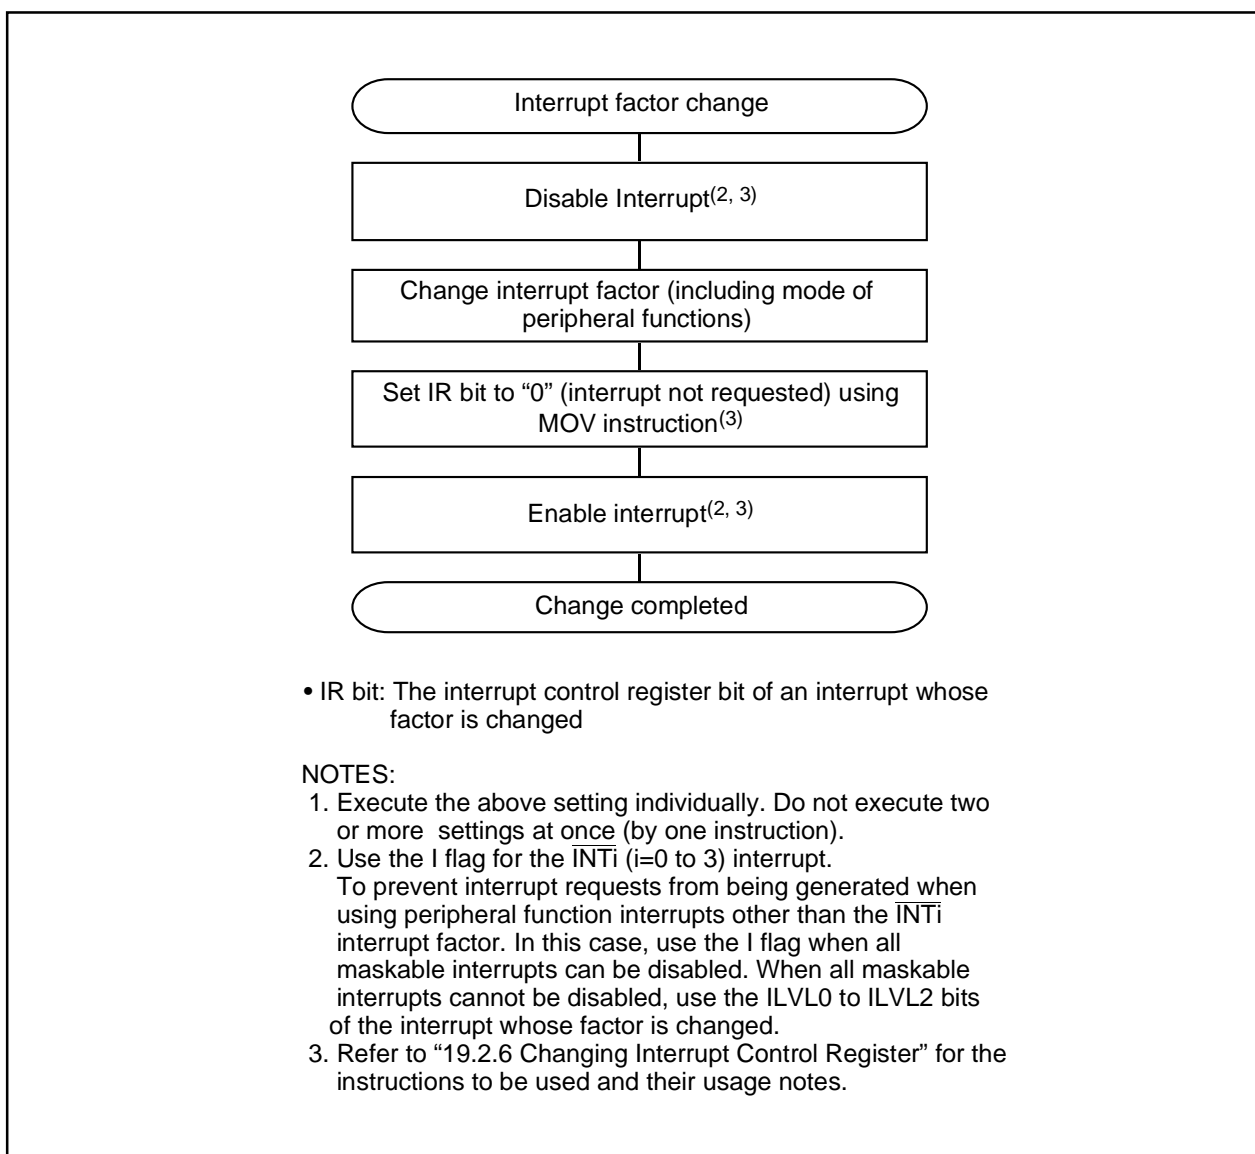 Interrupt factor change
Disable Interrupt(2, 3)
Change interrupt factor (including mode of
peripheral functions)
Set IR bit to “0” (interrupt not requested) using
MOV instruction(3)
Enable interrupt(2, 3)
Change completed
• IR bit: The interrupt control register bit of an interrupt whose
factor is changed
NOTES:
1. Execute the above setting individually. Do not execute two
or more settings at once (by one instruction).
2. Use the I flag for the I̅N̅T̅i̅ (i=0 to 3) interrupt.
To prevent interrupt requests from being generated when
using peripheral function interrupts other than the I̅N̅T̅i̅
interrupt factor. In this case, use the I flag when all
maskable interrupts can be disabled. When all maskable
interrupts cannot be disabled, use the ILVL0 to ILVL2 bits
of the interrupt whose factor is changed.
3. Refer to “19.2.6 Changing Interrupt Control Register” for the
instructions to be used and their usage notes.